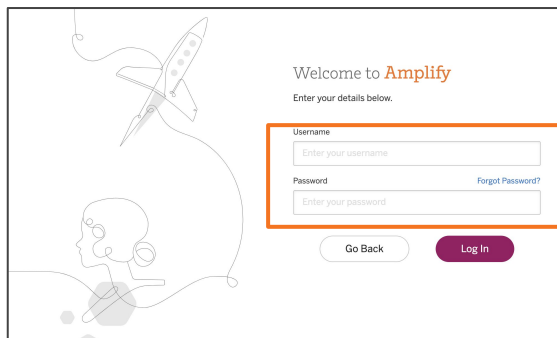 Welcome to Amplify
Enter your details below.
Username
Enter your username
Password Forgot Password?
Enter your password
Go Back Log In